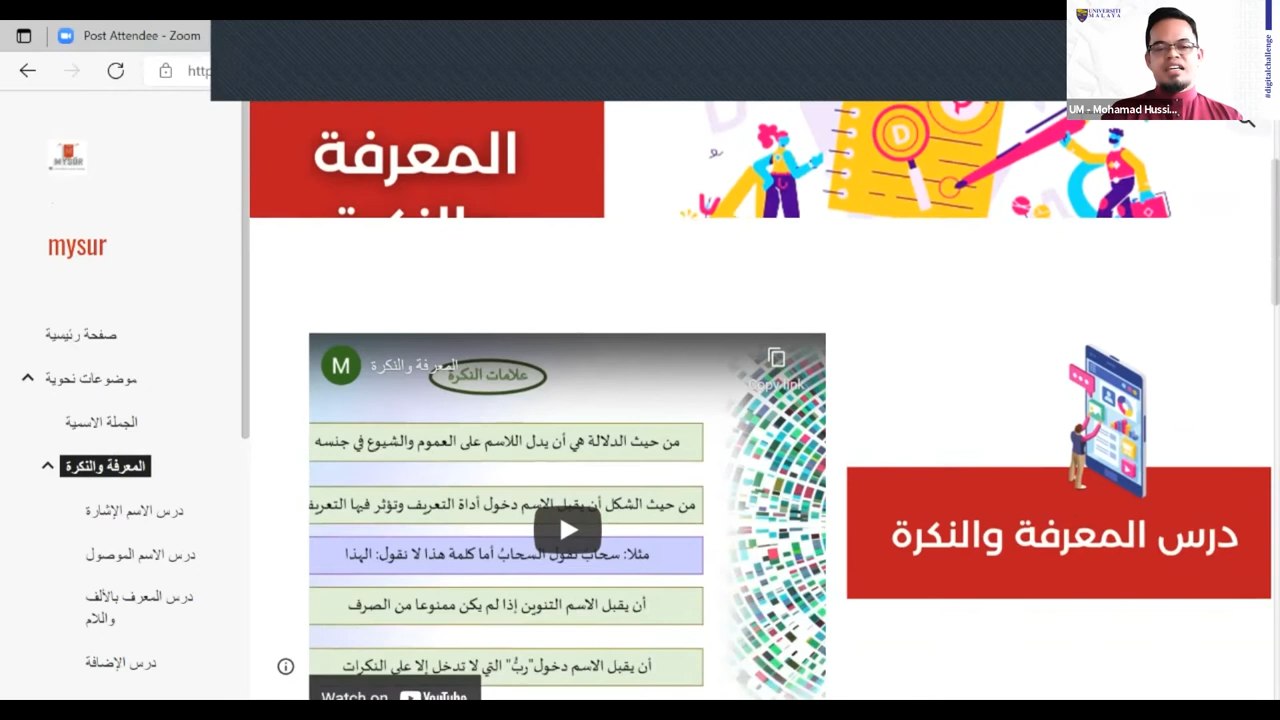 Post Attendee - Zoom
http
UNIVERSITI
MALAYA
#digitalchallenge
UM - Mohamad Hussi...
MYSUR
mysur
صفحة رئيسية
موضوعات نحوية
الجملة الاسمية
المعرفة والنكرة
درس الاسم الإشارة
درس الاسم الموصول
درس المعرف بالألف
واللام
درس الإضافة
المعرفة
والنكرة
D
M
المعرفة والنكرة
علامات النكرة
Copy link
من حيث الدلالة هي أن يدل اللاسم على العموم والشيوع في جنسه
من حيث الشكل أن يقبل الاسم دخول أداة التعريف وتؤثر فيها التعريف
مثلا: سحابٌ نقول السحابُ أما كلمة هذا لا نقول: الهذا
أن يقبل الاسم التنوين إذا لم يكن ممنوعا من الصرف
أن يقبل الاسم دخول"ربُّ" التي لا تدخل إلا على النكرات
Watch on YouTube
درس المعرفة والنكرة